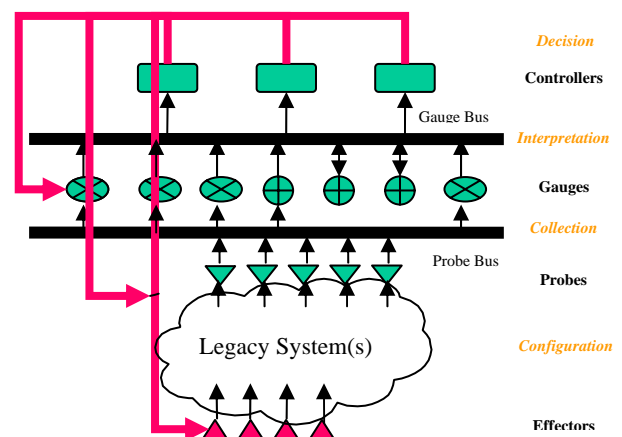 Decision
Controllers
Gauge Bus
Interpretation
Gauges
Collection
Probe Bus
Probes
Legacy System(s)
Configuration
Effectors